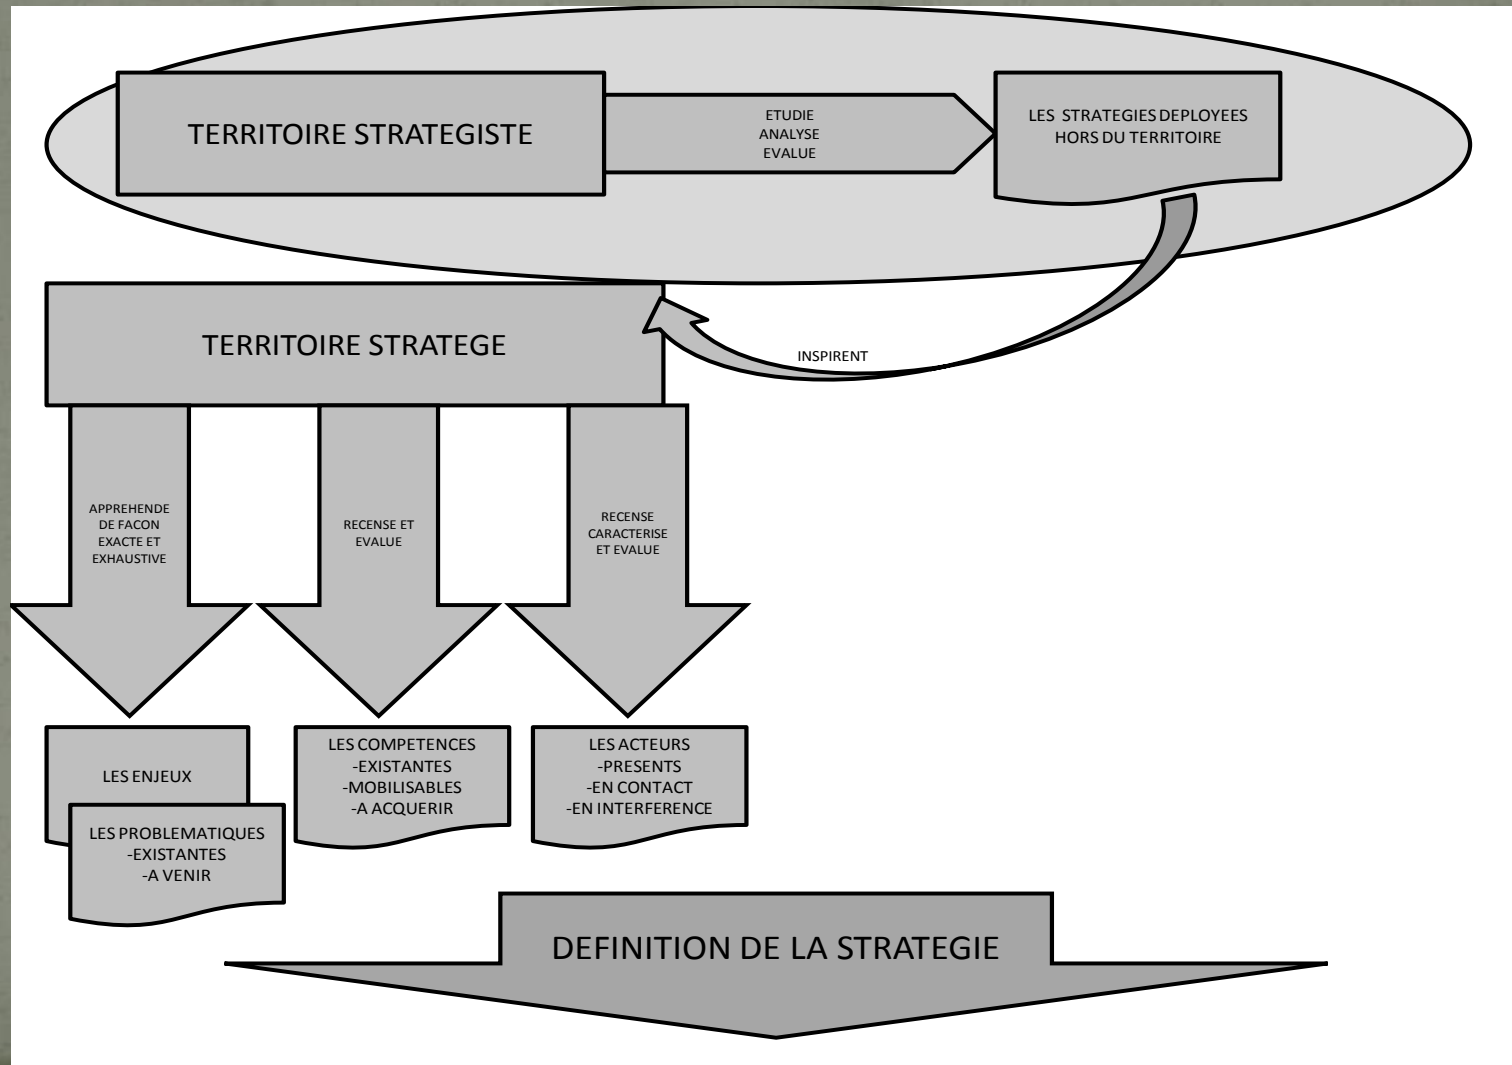 TERRITOIRE STRATEGISTE
ETUDIE
ANALYSE
EVALUE
LES STRATEGIES DEPLOYEES
HORS DU TERRITOIRE
TERRITOIRE STRATEGE
INSPIRENT
APPREHENDE
DE FACON
EXACTE ET
EXHAUSTIVE
RECENSE ET
EVALUE
RECENSE
CARACTERISE
ET EVALUE
LES ENJEUX
LES PROBLEMATIQUES
-EXISTANTES
-A VENIR
LES COMPETENCES
-EXISTANTES
-MOBILISABLES
-A ACQUERIR
LES ACTEURS
-PRESENTS
-EN CONTACT
-EN INTERFERENCE
DEFINITION DE LA STRATEGIE